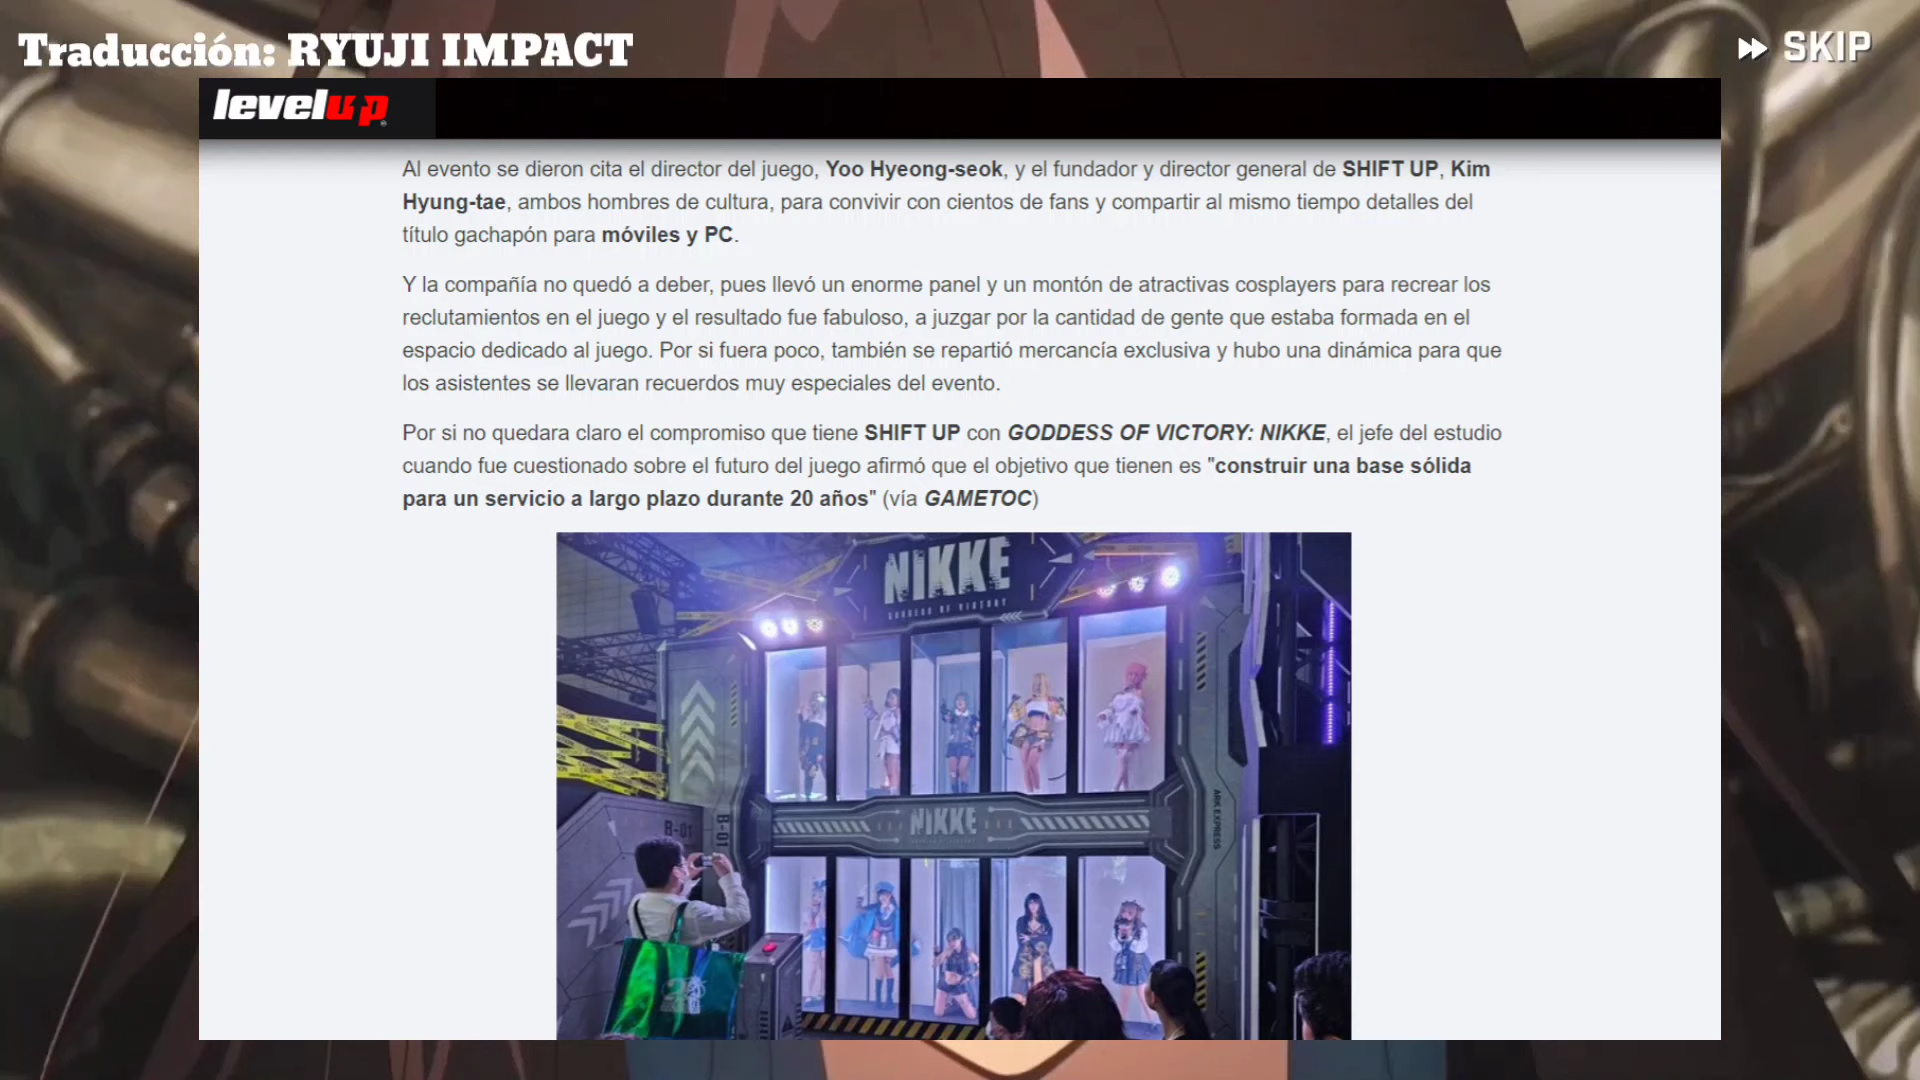 Traducción: RYUJI IMPACT
SKIP
levelup
Al evento se dieron cita el director del juego, Yoo Hyeong-seok, y el fundador y director general de SHIFT UP, Kim
Hyung-tae, ambos hombres de cultura, para convivir con cientos de fans y compartir al mismo tiempo detalles del
título gachapón para móviles y PC.
Y la compañía no quedó a deber, pues llevó un enorme panel y un montón de atractivas cosplayers para recrear los
reclutamientos en el juego y el resultado fue fabuloso, a juzgar por la cantidad de gente que estaba formada en el
espacio dedicado al juego. Por si fuera poco, también se repartió mercancía exclusiva y hubo una dinámica para que
los asistentes se llevaran recuerdos muy especiales del evento.
Por si no quedara claro el compromiso que tiene SHIFT UP con GODDESS OF VICTORY: NIKKE, el jefe del estudio
cuando fue cuestionado sobre el futuro del juego afirmó que el objetivo que tienen es "construir una base sólida
para un servicio a largo plazo durante 20 años" (vía GAMETOC)
NIKKE
GODDESS OF VICTORY
NIKKE
B-01
B-01
ARK EXPRESS